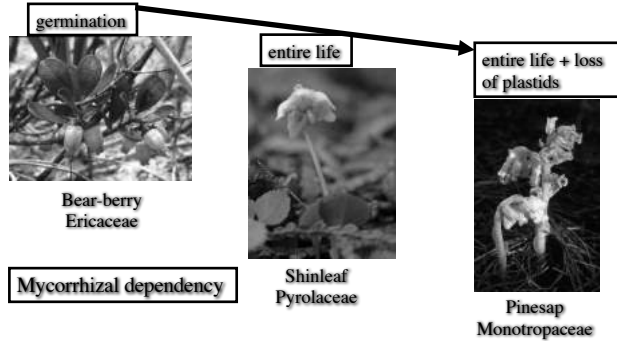 germination
entire life
entire life + loss
of plastids
Bear-berry
Ericaceae
Mycorrhizal dependency
Shinleaf
Pyrolaceae
Pinesap
Monotropaceae